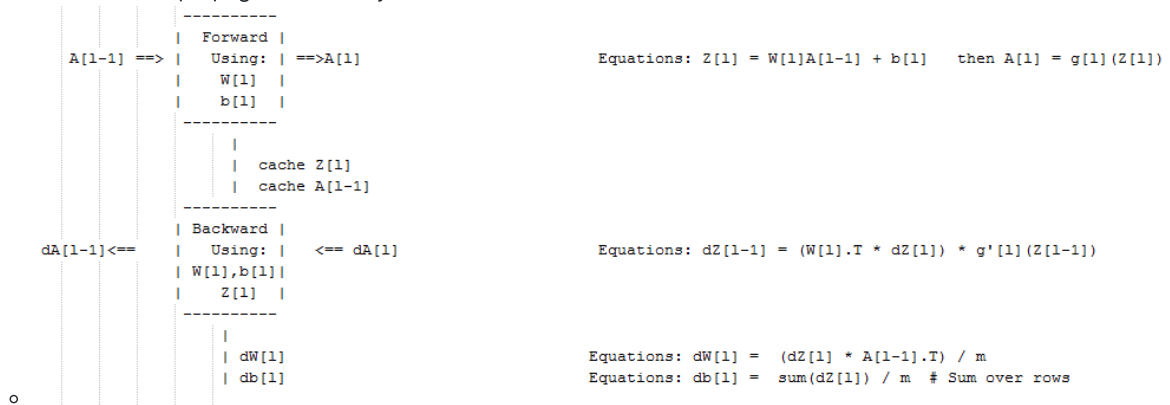 ----------
| Forward |
A[l-1] ==> | Using: | ==>A[l] Equations: Z[l] = W[l]A[l-1] + b[l] then A[l] = g[l](Z[l])
| W[l] |
| b[l] |
----------
|
| cache Z[l]
| cache A[l-1]
----------
| Backward |
dA[l-1]<== | Using: | <== dA[l] Equations: dZ[l-1] = (W[l].T * dZ[l]) * g'[l](Z[l-1])
| W[l],b[l]|
| Z[l] |
----------
|
| dW[l] Equations: dW[l] = (dZ[l] * A[l-1].T) / m
| db[l] Equations: db[l] = sum(dZ[l]) / m # Sum over rows